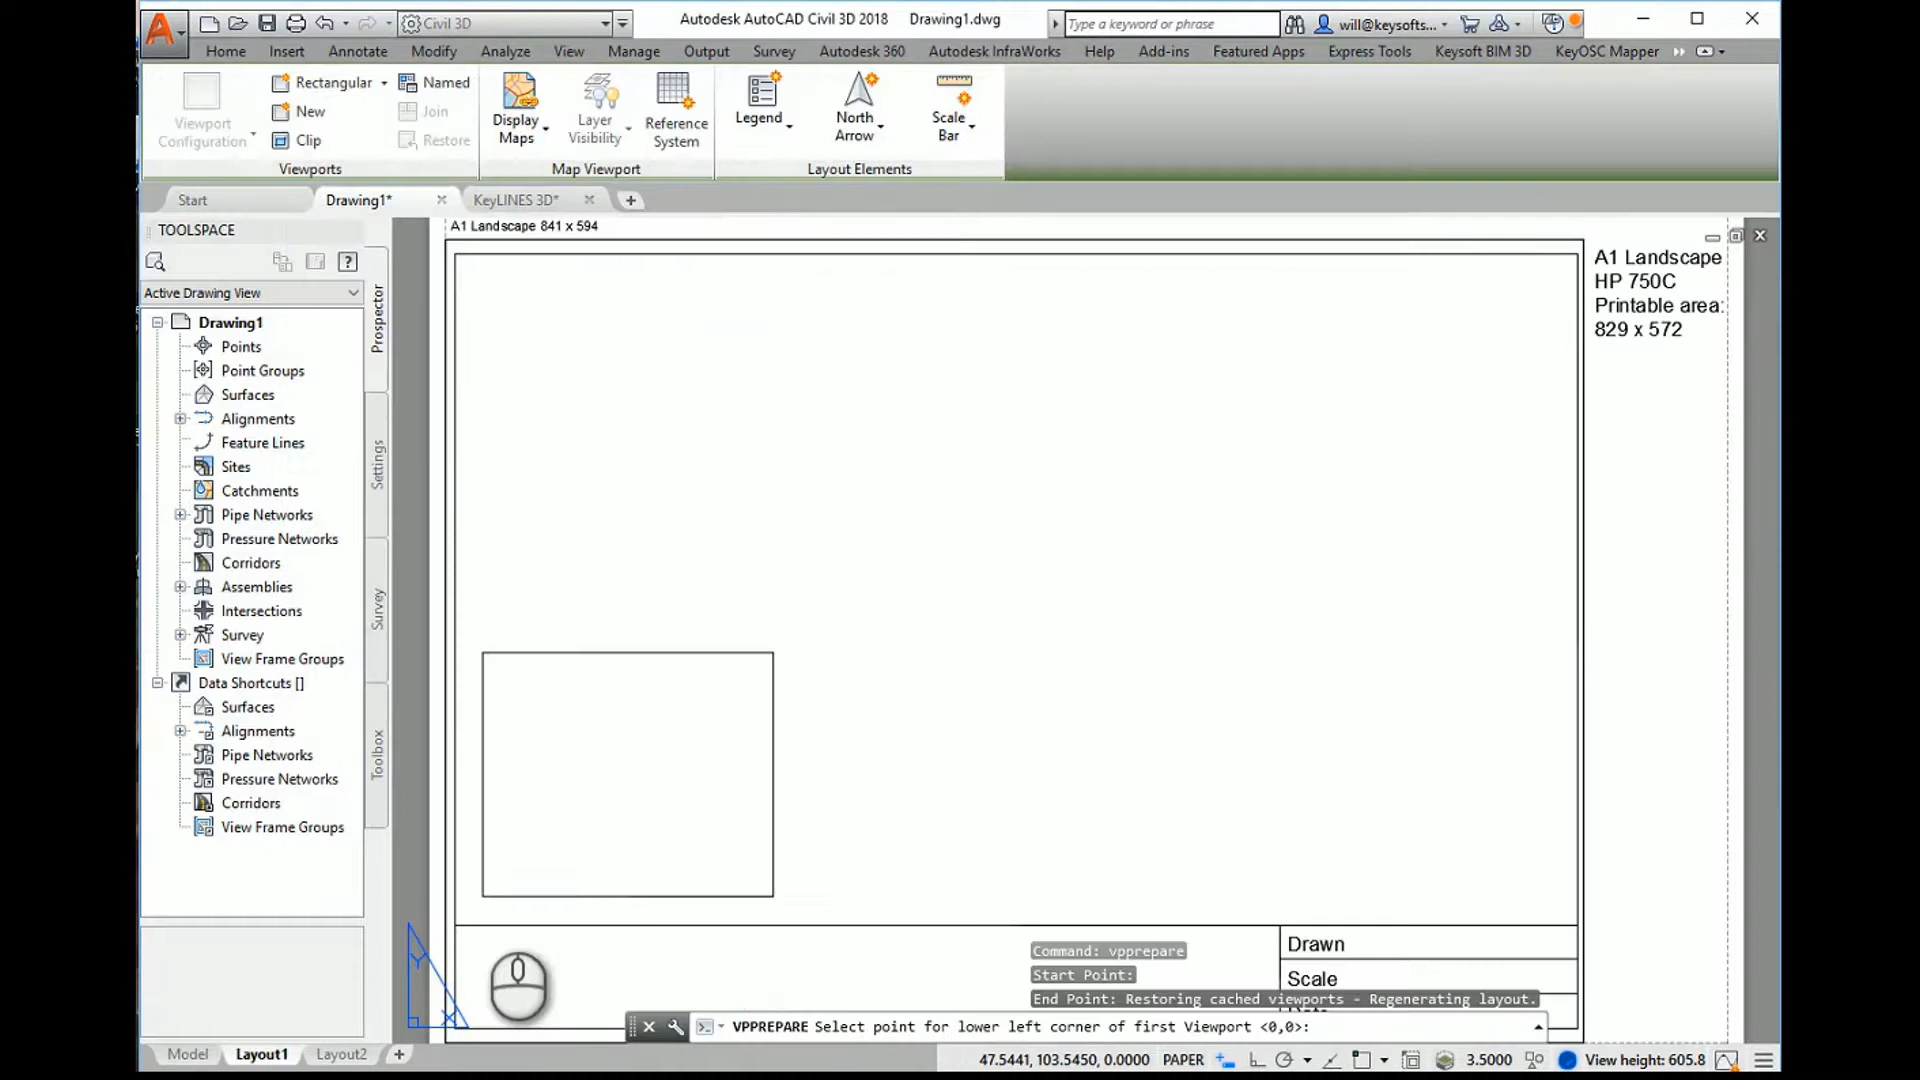 Civil 3D
Autodesk AutoCAD Civil 3D 2018 Drawing1.dwg
Type a keyword or phrase
will@keysofts...
Home Insert Annotate Modify Analyze View Manage Output Survey Autodesk 360 Autodesk InfraWorks Help Add-ins Featured Apps Express Tools Keysoft BIM 3D KeyOSC Mapper
Viewport Configuration
Rectangular
New
Clip
Named
Join
Restore
Display Maps
Layer Visibility
Reference System
Legend
North Arrow
Scale Bar
Viewports
Map Viewport
Layout Elements
Start Drawing1* KeyLINES 3D*
TOOLSPACE
Active Drawing View
Drawing1
Points
Point Groups
Surfaces
Alignments
Feature Lines
Sites
Catchments
Pipe Networks
Pressure Networks
Corridors
Assemblies
Intersections
Survey
View Frame Groups
Data Shortcuts []
Surfaces
Alignments
Pipe Networks
Pressure Networks
Corridors
View Frame Groups
Prospector
Settings
Survey
Toolbox
A1 Landscape 841 x 594
A1 Landscape
HP 750C
Printable area:
829 x 572
Drawn
Scale
Y
X
Command: vpprepare
Start Point:
End Point: Restoring cached viewports - Regenerating layout.
VPPREPARE Select point for lower left corner of first Viewport <0,0>:
Model Layout1 Layout2
47.5441, 103.5450, 0.0000 PAPER 3.5000 View height: 605.8